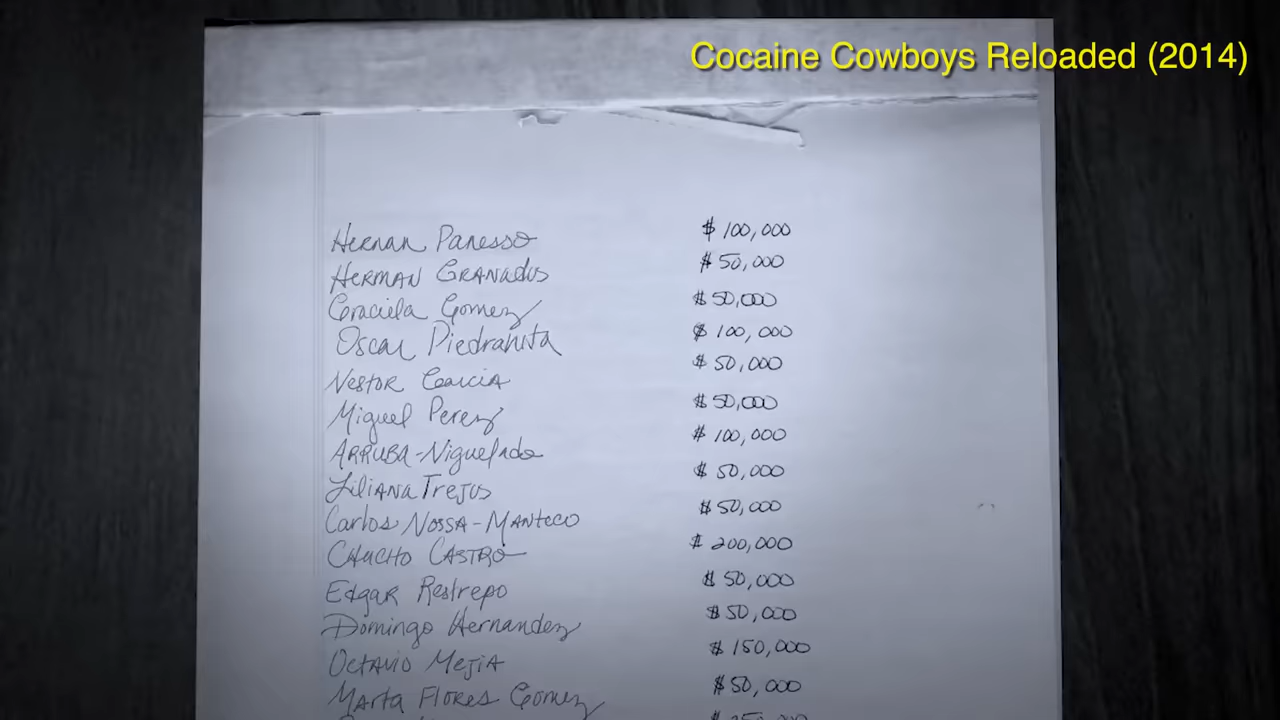 Cocaine Cowboys Reloaded (2014)
Hernan Panesso $ 100,000
HERMAN GRANADOS $ 50,000
Graciela Gomez $ 50,000
Oscar Piedrahita $ 100,000
NESTOR GARCIA $ 50,000
Miguel Perez $ 50,000
ARRUBA-Niguelado $ 100,000
Liliana Trejos $ 50,000
Carlos NOSSA-MANTECO $ 50,000
CHUCHO CASTRO $ 200,000
Edgar Restrepo $ 50,000
Domingo Hernandez $ 50,000
OCTAVIO MEJIA $ 150,000
Marta FLORES Gomez $ 50,000